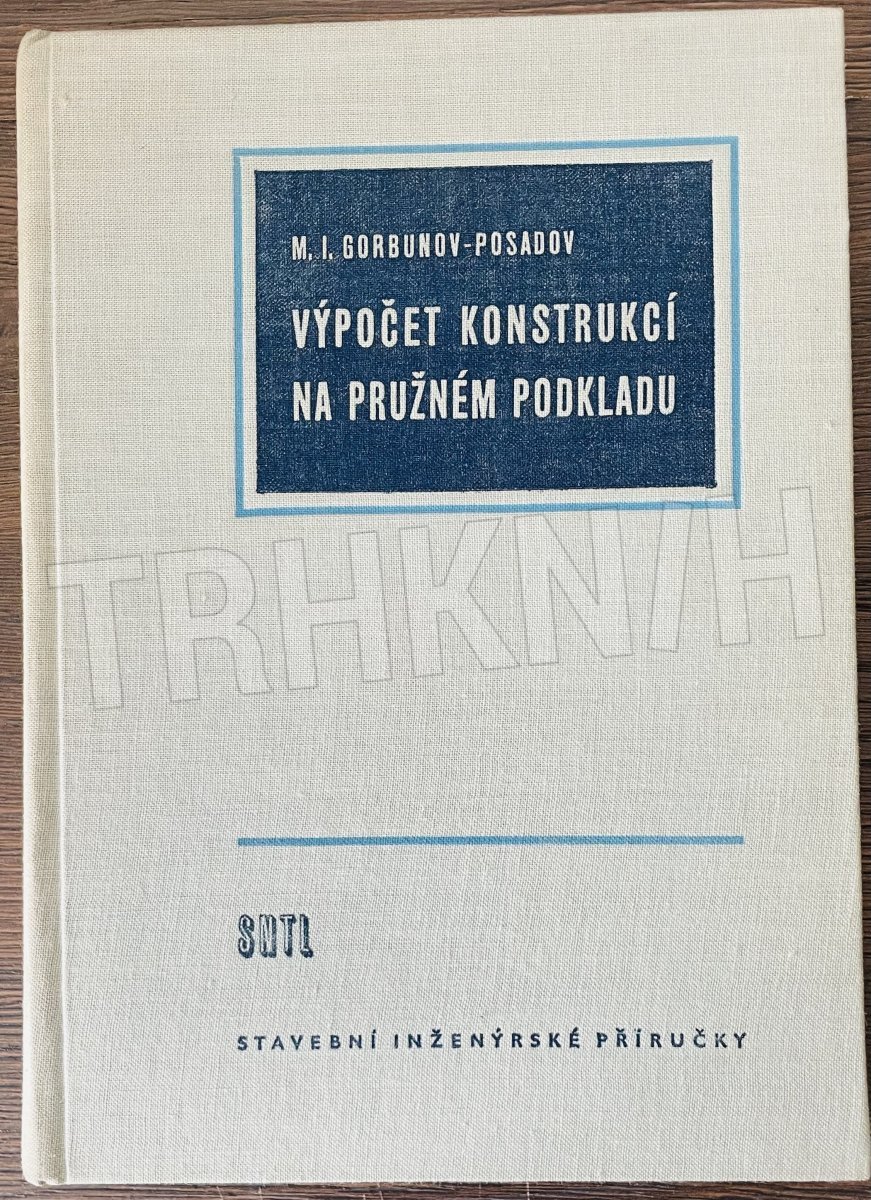 M. I. GORBUNOV-POSADOV
VÝPOČET KONSTRUKCÍ
NA PRUŽNÉM PODKLADU
TRHKNIH
SNTL
STAVEBNÍ INŽENÝRSKÉ PŘÍRUČKY